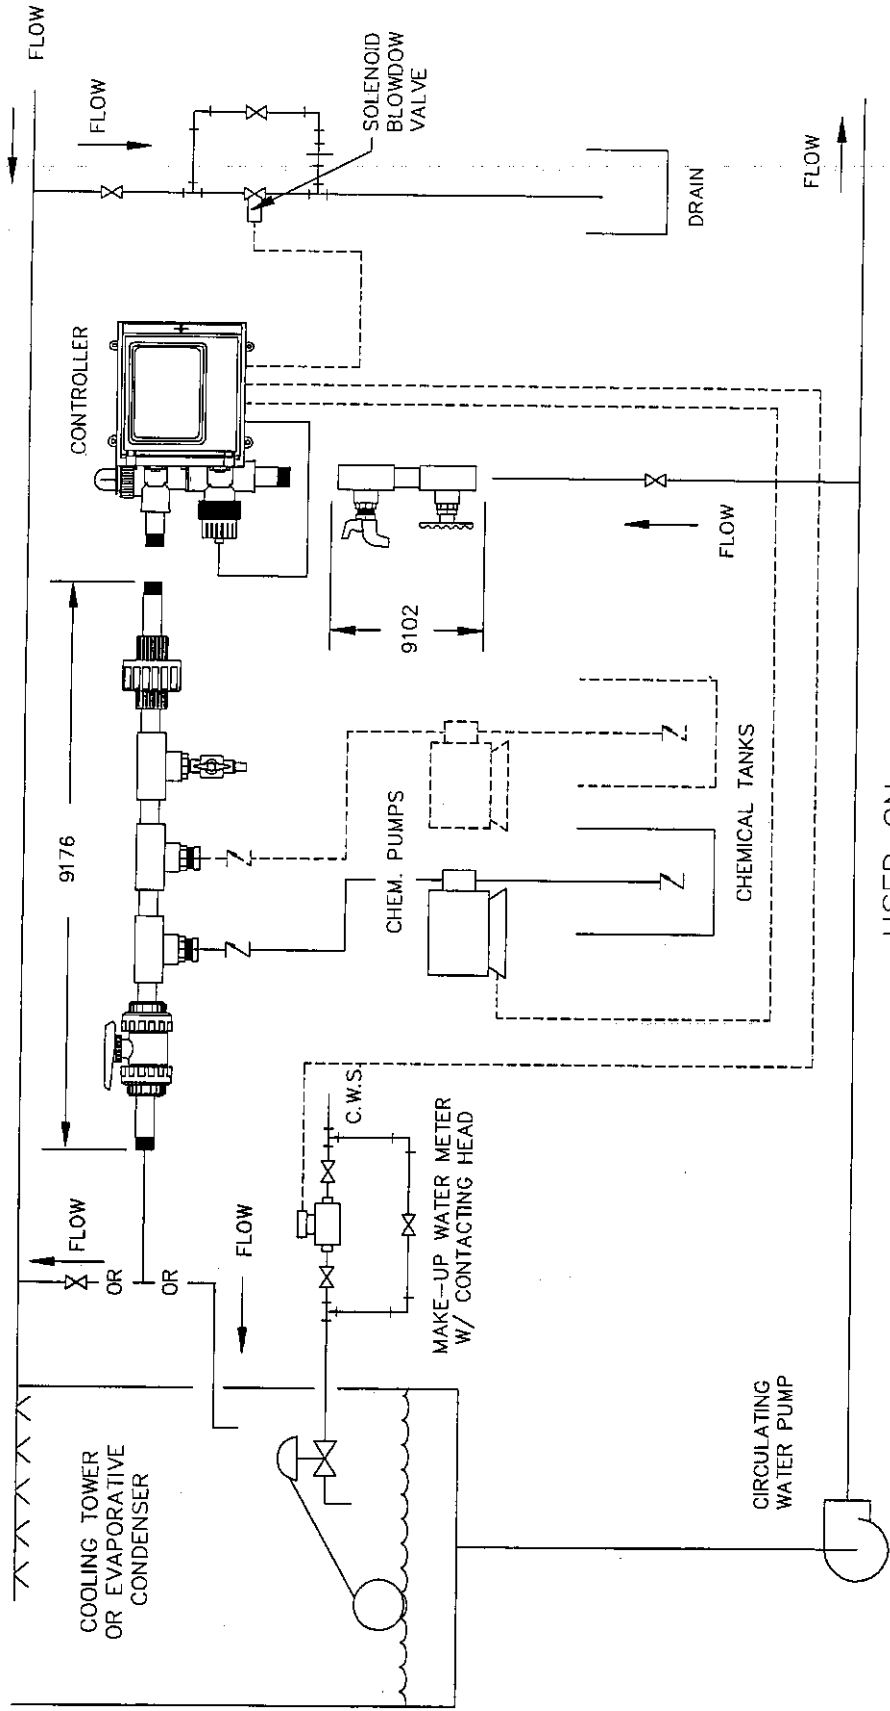 FLOW
FLOW
SOLENOID
BLOWDOW
VALVE
DRAIN
FLOW
CONTROLLER
FLOW
9102
9176
CHEM. PUMPS
CHEMICAL TANKS
C.W.S.
MAKE-UP WATER METER
W/ CONTACTING HEAD
FLOW
OR
OR
FLOW
COOLING TOWER
OR EVAPORATIVE
CONDENSER
CIRCULATING
WATER PUMP